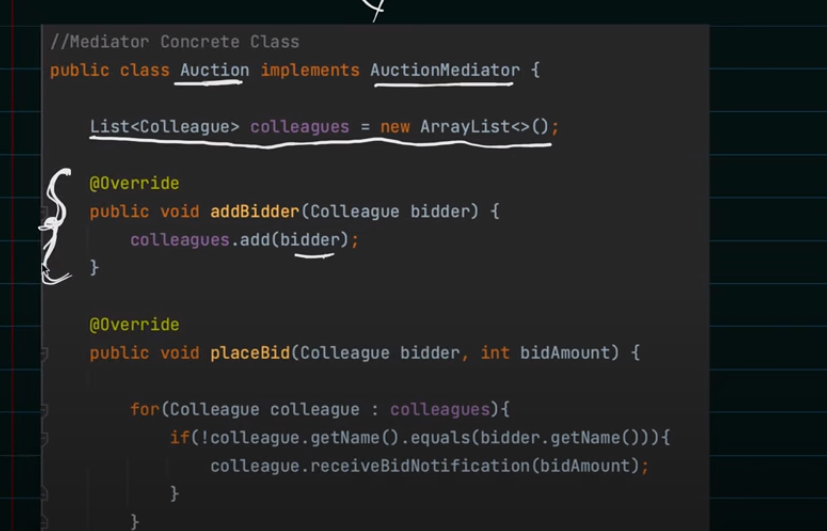 //Mediator Concrete Class
public class Auction implements AuctionMediator {
List<Colleague> colleagues = new ArrayList<>();
@Override
public void addBidder(Colleague bidder) {
colleagues.add(bidder);
}
@Override
public void placeBid(Colleague bidder, int bidAmount) {
for(Colleague colleague : colleagues){
if(!colleague.getName().equals(bidder.getName())){
colleague.receiveBidNotification(bidAmount);
}
}